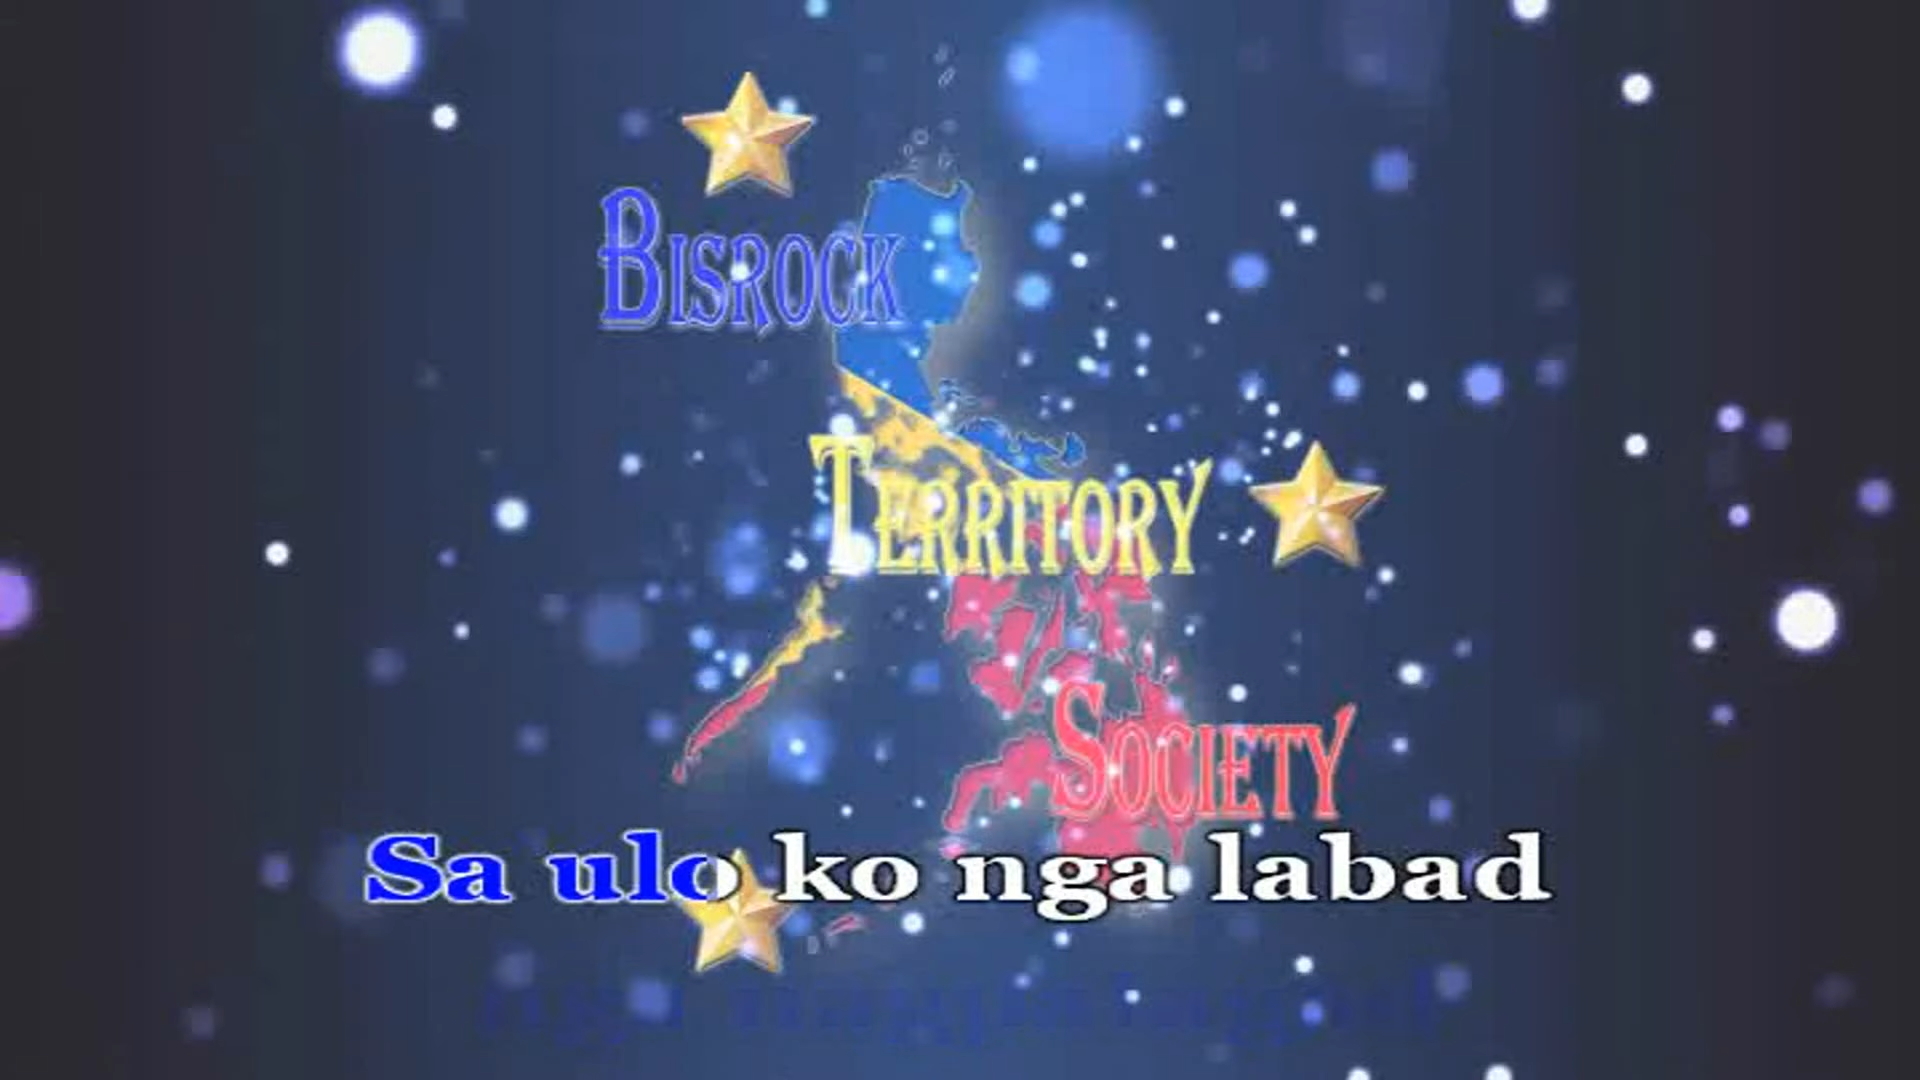 BISROCK
TERRITORY
SOCIETY
Sa ulo ko nga labad